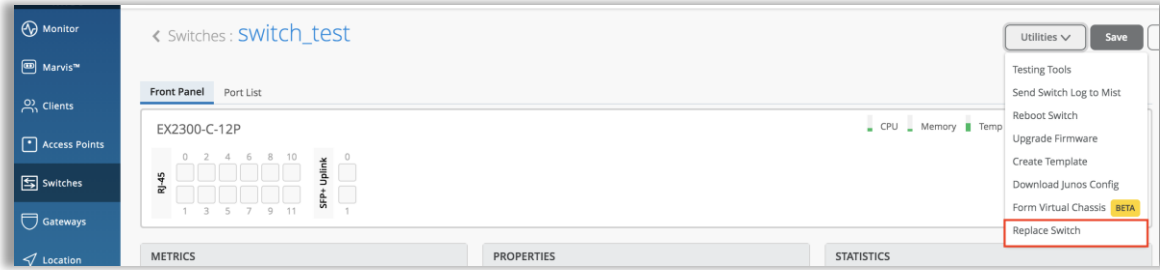 Monitor
Marvis™
Clients
Access Points
Switches
Gateways
Location
< Switches : switch_test
Utilities
Save
Testing Tools
Send Switch Log to Mist
Reboot Switch
Upgrade Firmware
Create Template
Download Junos Config
Form Virtual Chassis BETA
Replace Switch
Front Panel Port List
EX2300-C-12P
CPU Memory Temp
RJ-45
0 2 4 6 8 10
1 3 5 7 9 11
SFP+ Uplink
0
1
METRICS
PROPERTIES
STATISTICS